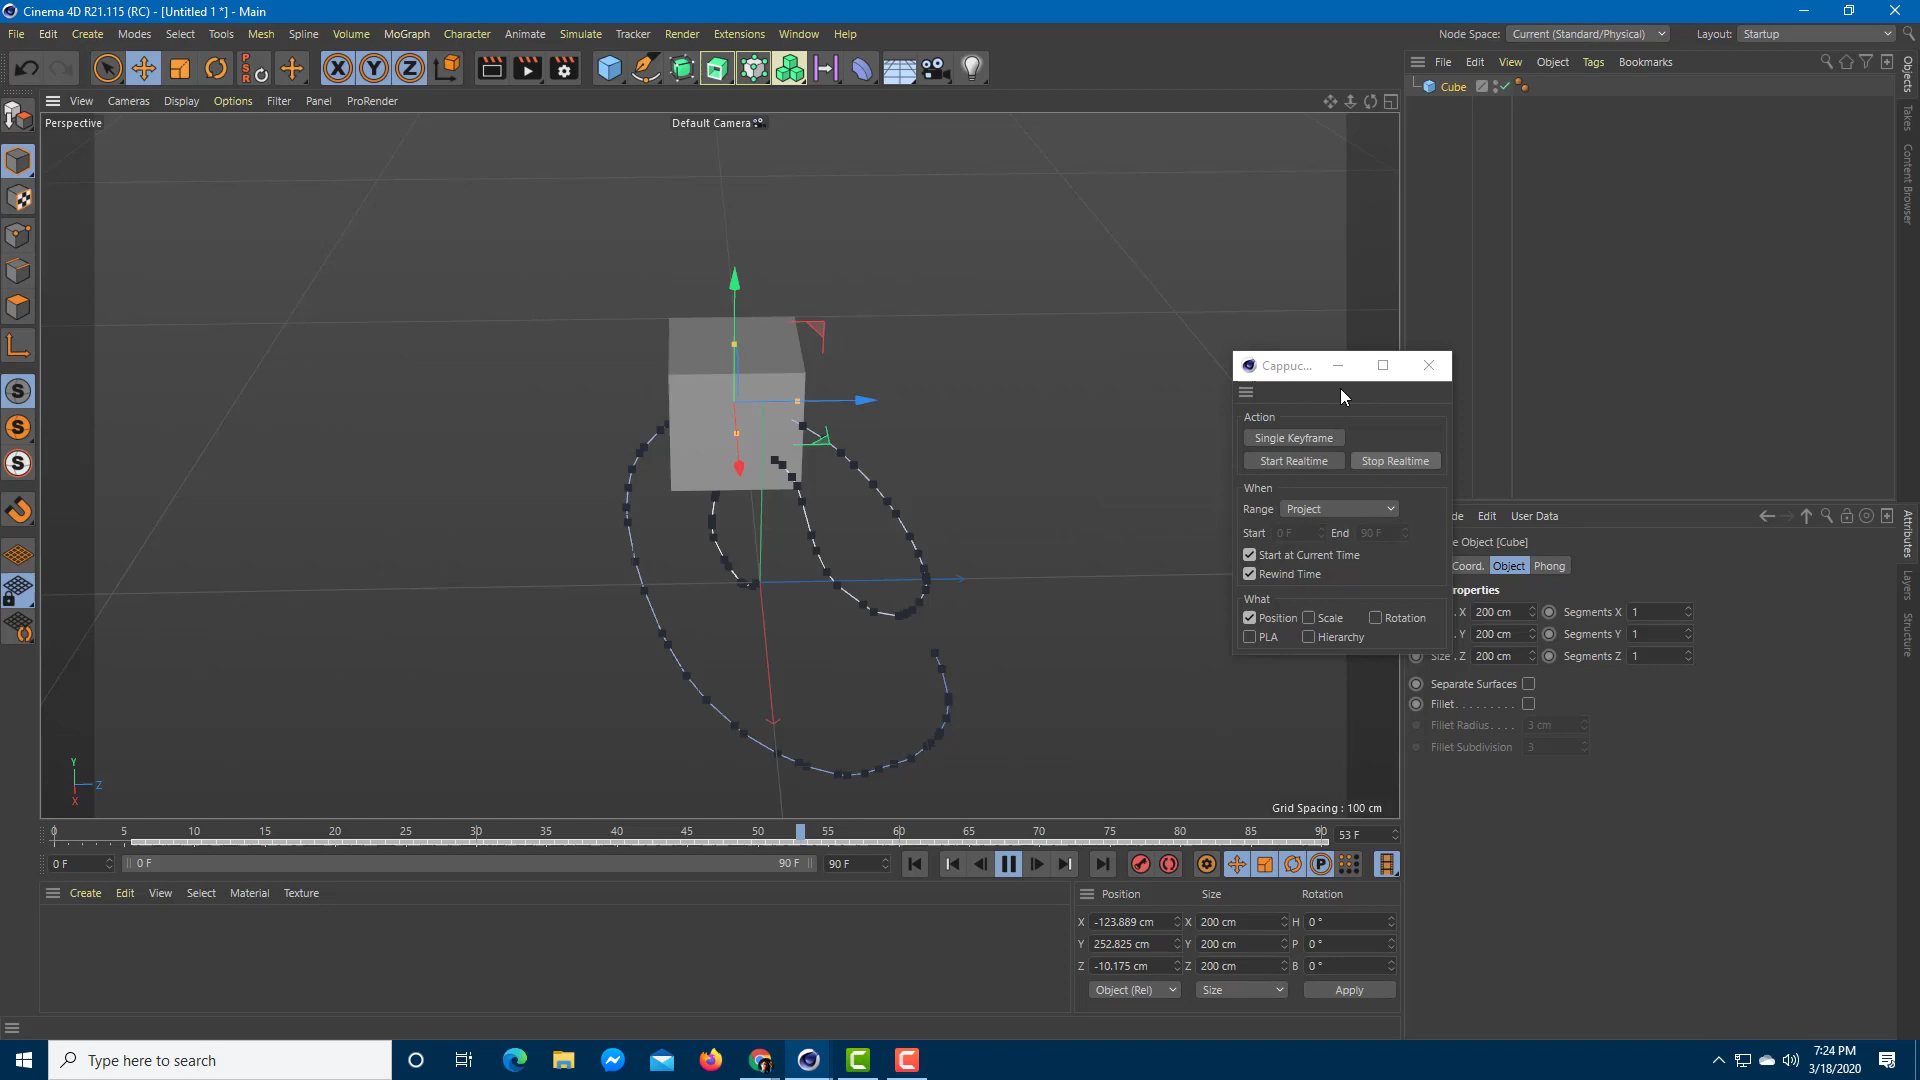 Cinema 4D R21.115 (RC) - [Untitled 1 *] - Main
File Edit Create Modes Select Tools Mesh Spline Volume MoGraph Character Animate Simulate Tracker Render Extensions Window Help
Node Space: Current (Standard/Physical) Layout: Startup
X Y Z
PSR
View Cameras Display Options Filter Panel ProRender
File Edit View Object Tags Bookmarks
Cube
Perspective
Default Camera
Objects
Takes
Content Browser
Cappuc...
Action
Single Keyframe
Start Realtime Stop Realtime
When
Range Project
Start 0 F End 90 F
Start at Current Time
Rewind Time
What
Position Scale Rotation
PLA Hierarchy
de Edit User Data
e Object [Cube]
Coord. Object Phong
roperties
. X 200 cm Segments X 1
. Y 200 cm Segments Y 1
Size . Z 200 cm Segments Z 1
Separate Surfaces
Fillet . . . . . . . . .
Fillet Radius. . . . 3 cm
Fillet Subdivision 3
Attributes
Layers
Structure
S
S
S
Y
Z
X
Grid Spacing : 100 cm
0 5 10 15 20 25 30 35 40 45 50 55 60 65 70 75 80 85 90 53 F
0 F 0 F 90 F 90 F P
Create Edit View Select Material Texture
Position Size Rotation
X -123.889 cm X 200 cm H 0 °
Y 252.825 cm Y 200 cm P 0 °
Z -10.175 cm Z 200 cm B 0 °
Object (Rel) Size Apply
Type here to search
7:24 PM
3/18/2020